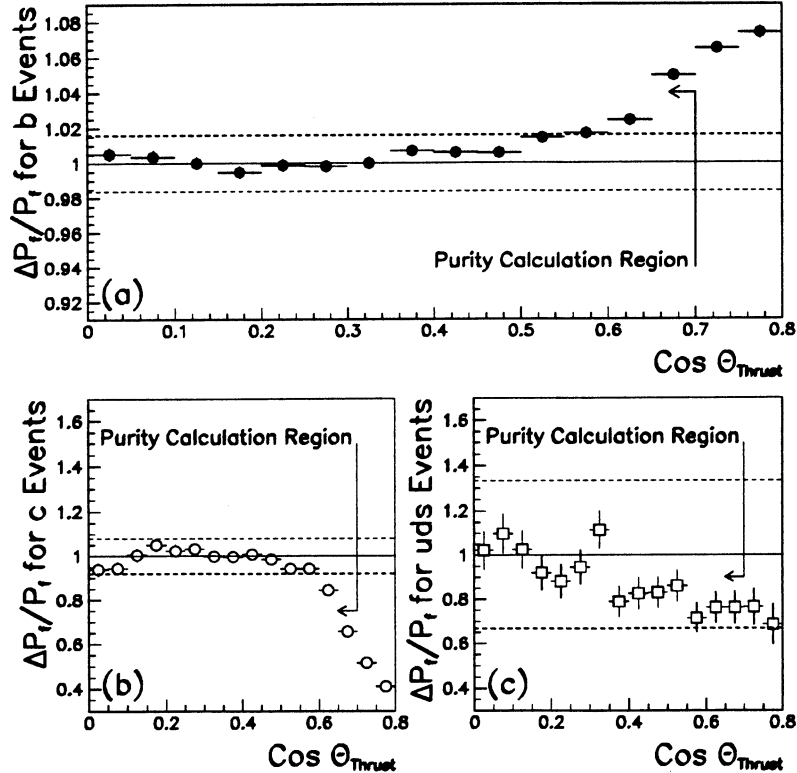 ΔP_f/P_f for b Events
1.08
1.06
1.04
1.02
1
0.98
0.96
0.94
0.92
Purity Calculation Region
(a)
0 0.1 0.2 0.3 0.4 0.5 0.6 0.7 0.8
Cos Θ_Thrust
ΔP_f/P_f for c Events
1.6
1.4
1.2
1
0.8
0.6
0.4
Purity Calculation Region
(b)
0 0.2 0.4 0.6 0.8
Cos Θ_Thrust
ΔP_f/P_f for uds Events
1.6
1.4
1.2
1
0.8
0.6
0.4
Purity Calculation Region
(c)
0 0.2 0.4 0.6 0.8
Cos Θ_Thrust